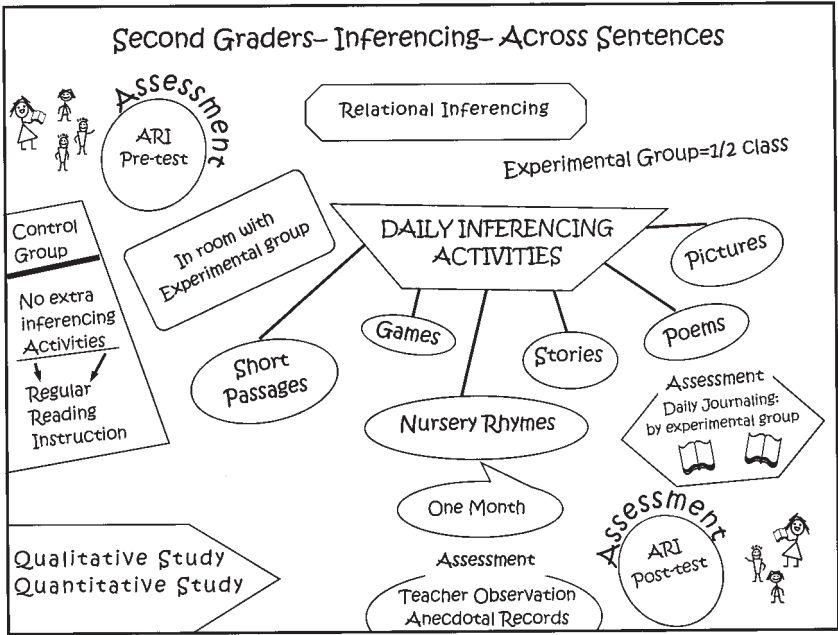 Second Graders– Inferencing– Across Sentences
Assessment
ARI
Pre-test
Relational Inferencing
Experimental Group=1/2 class
Control
Group
No extra
inferencing
Activities
Regular
Reading
Instruction
In room with
Experimental group
DAILY INFERENCING
ACTIVITIES
Pictures
Poems
Stories
Games
Short
Passages
Nursery Rhymes
One Month
Assessment
Daily Journaling:
by experimental group
Qualitative Study
Quantitative Study
Assessment
Teacher Observation
Anecdotal Records
Assessment
ARI
Post-test